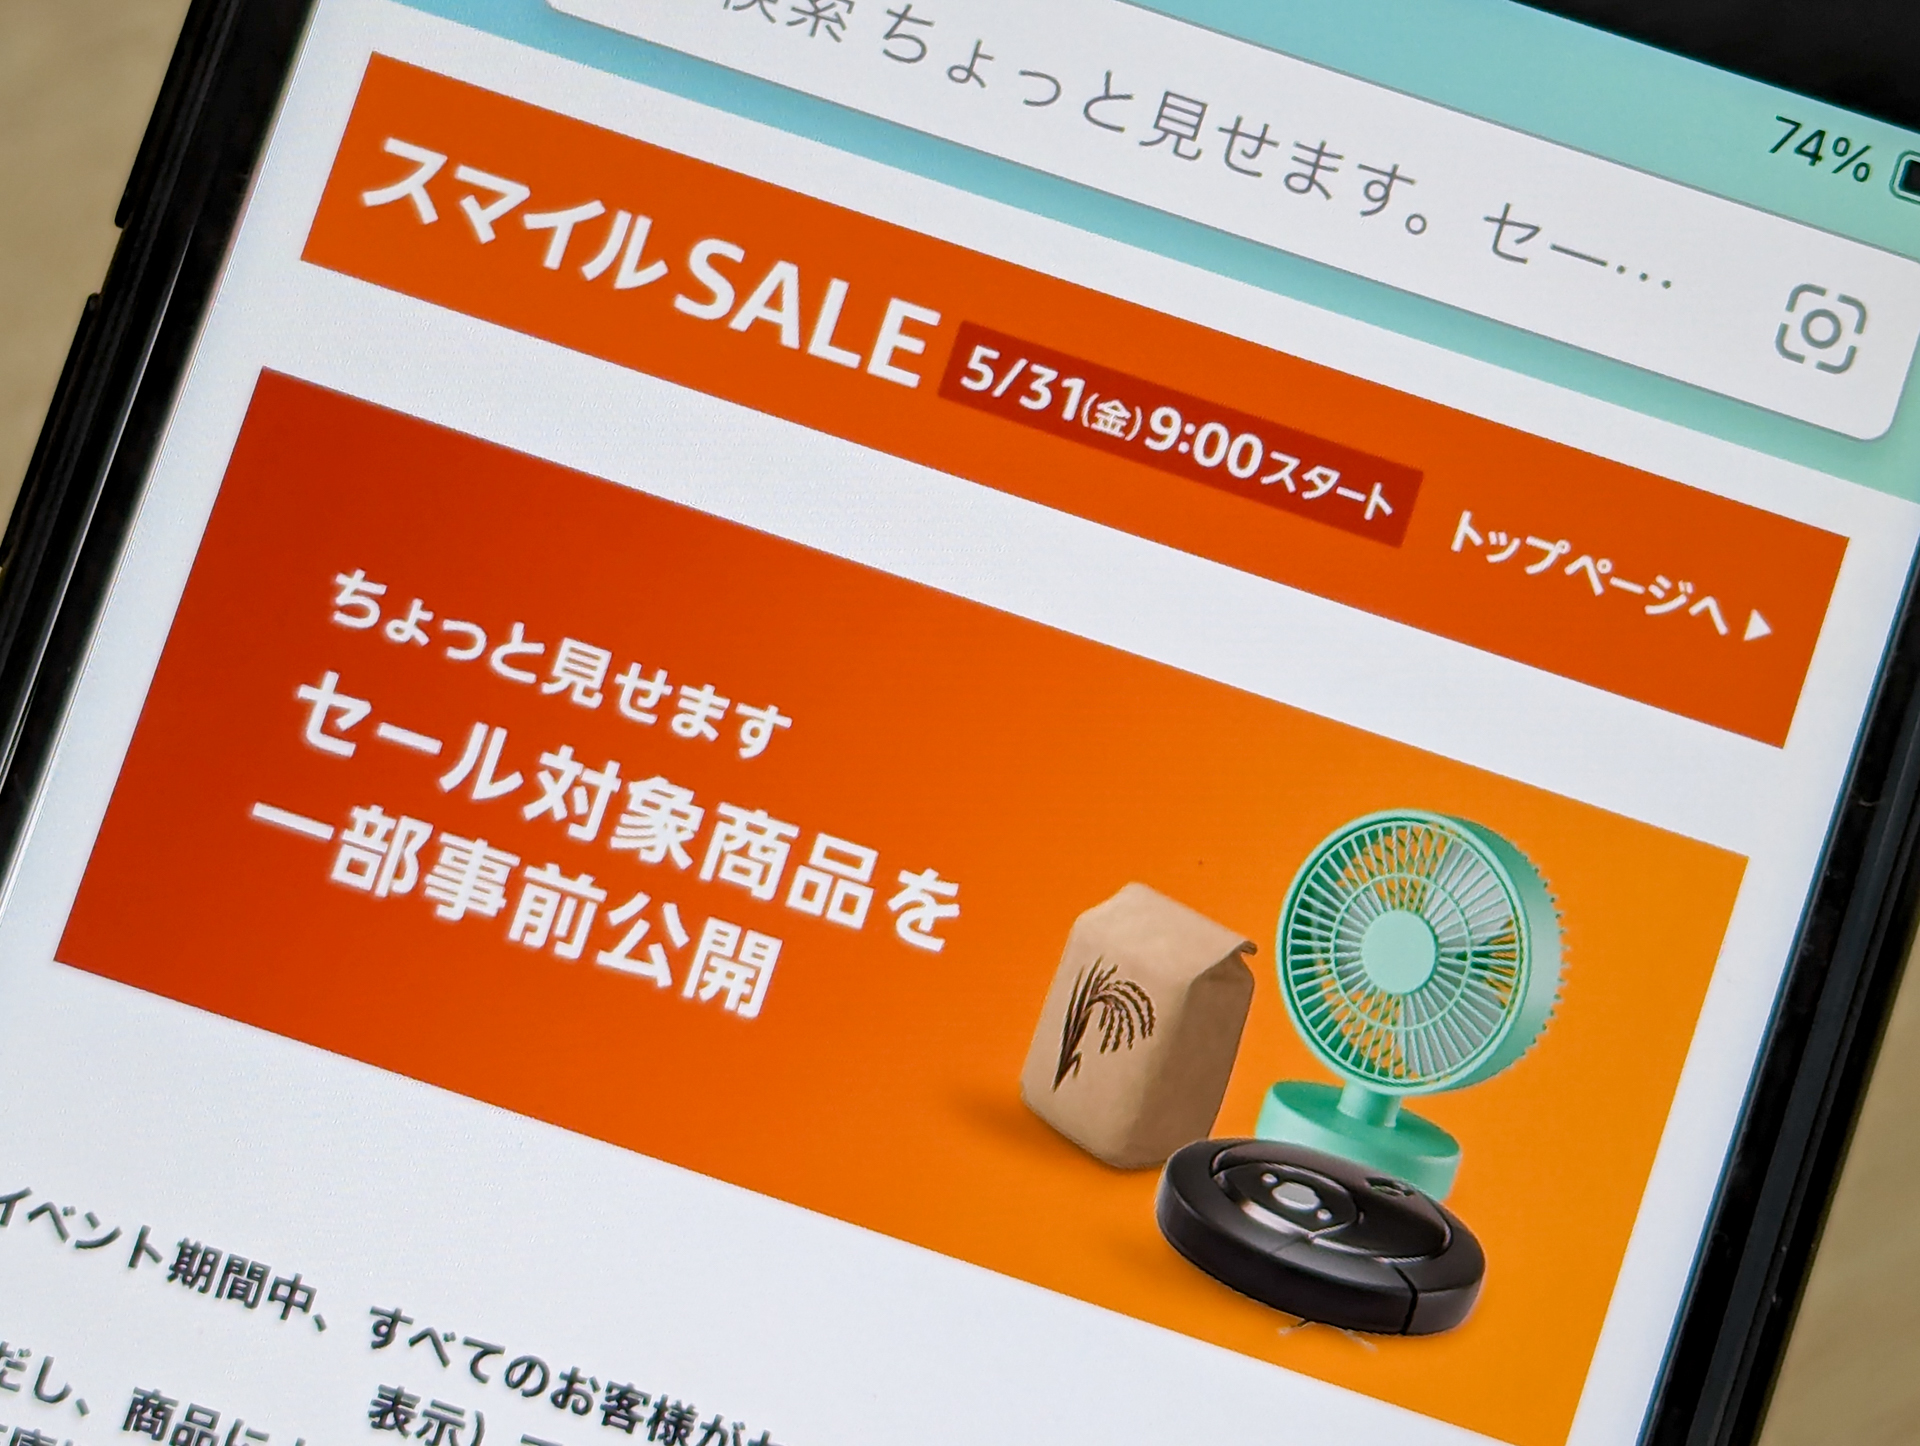 検索 ちょっと見せます。 セー…
74%
スマイルSALE 5/31(金)9:00スタート トップページへ▶
ちょっと見せます
セール対象商品を
一部事前公開
イベント期間中、すべてのお客様が
だし、商品に
表示）